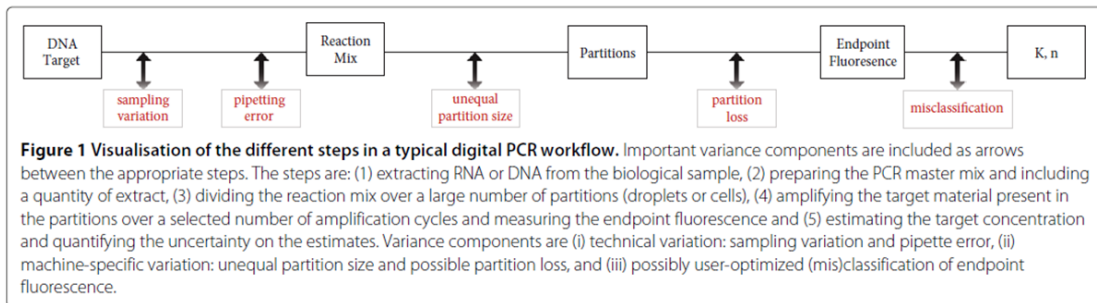 DNA
Target
Reaction
Mix
Partitions
Endpoint
Fluoresence
K, n
sampling
variation
pipetting
error
unequal
partition size
partition
loss
misclassification
Figure 1 Visualisation of the different steps in a typical digital PCR workflow. Important variance components are included as arrows
between the appropriate steps. The steps are: (1) extracting RNA or DNA from the biological sample, (2) preparing the PCR master mix and including
a quantity of extract, (3) dividing the reaction mix over a large number of partitions (droplets or cells), (4) amplifying the target material present in
the partitions over a selected number of amplification cycles and measuring the endpoint fluorescence and (5) estimating the target concentration
and quantifying the uncertainty on the estimates. Variance components are (i) technical variation: sampling variation and pipette error, (ii)
machine-specific variation: unequal partition size and possible partition loss, and (iii) possibly user-optimized (mis)classification of endpoint
fluorescence.